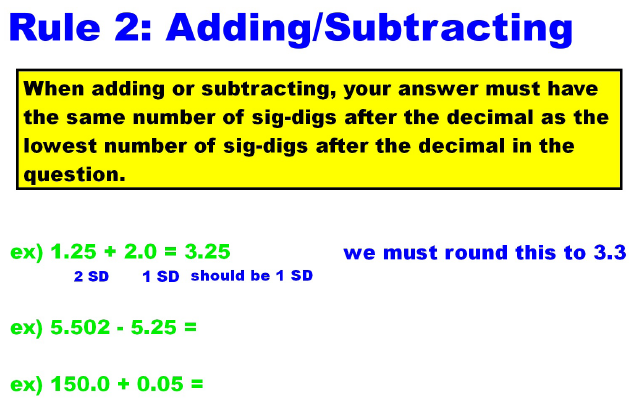 Rule 2: Adding/Subtracting
When adding or subtracting, your answer must have
the same number of sig-digs after the decimal as the
lowest number of sig-digs after the decimal in the
question.
ex) 1.25 + 2.0 = 3.25 we must round this to 3.3
2 SD 1 SD should be 1 SD
ex) 5.502 - 5.25 =
ex) 150.0 + 0.05 =